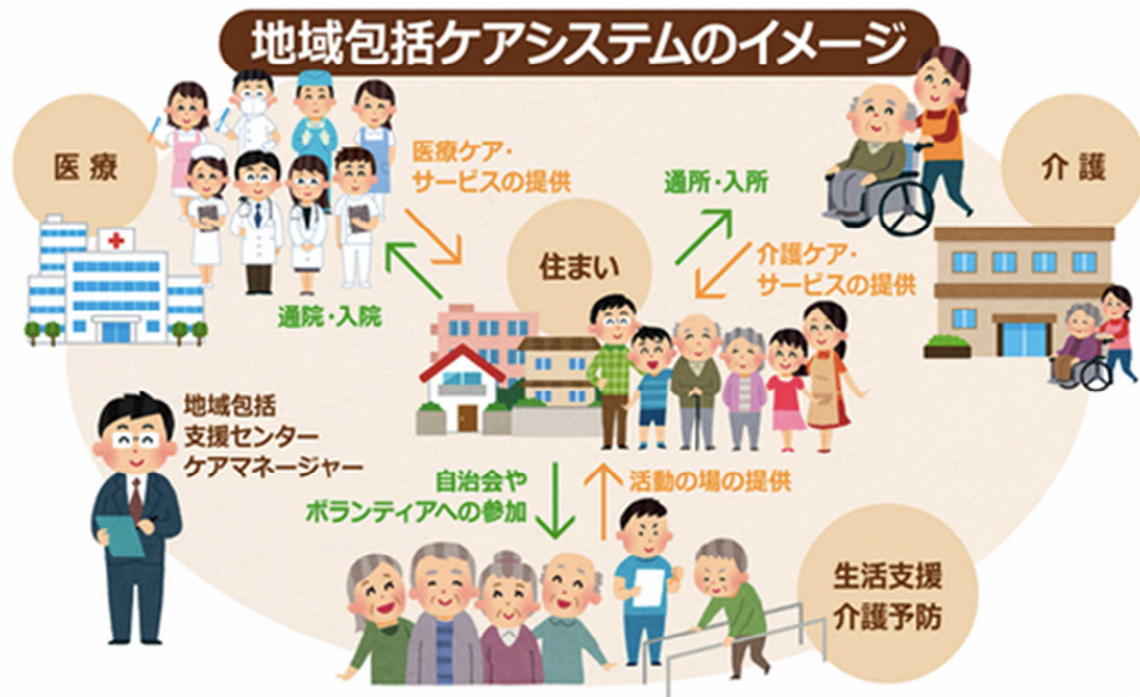 地域包括ケアシステムのイメージ
医療
医療ケア・
サービスの提供
通院・入院
住まい
通所・入所
介護ケア・
サービスの提供
介護
地域包括
支援センター
ケアマネージャー
自治会や
ボランティアへの参加
活動の場の提供
生活支援
介護予防